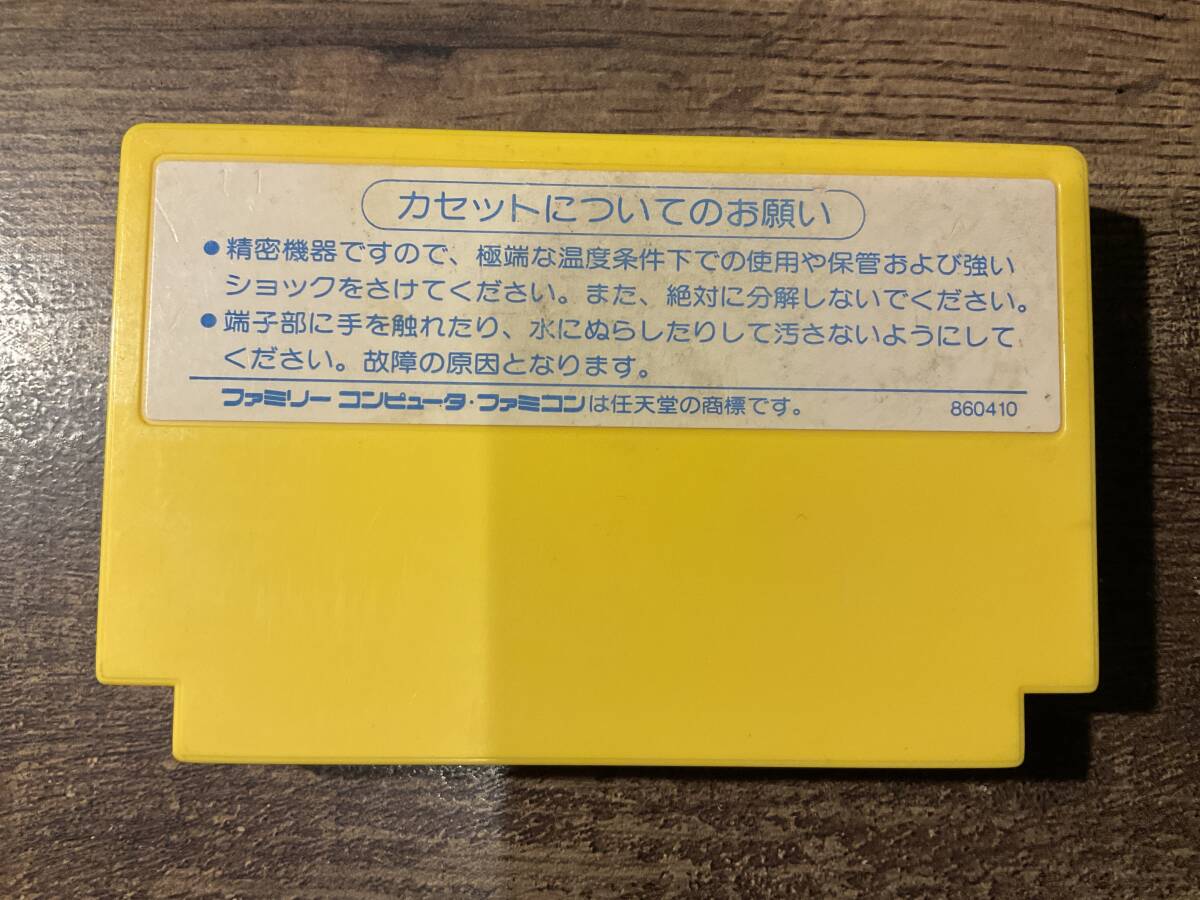 カセットについてのお願い
●精密機器ですので、極端な温度条件下での使用や保管および強い
ショックをさけてください。また、絶対に分解しないでください。
●端子部に手を触れたり、水にぬらしたりして汚さないようにして
ください。故障の原因となります。
ファミリー コンピュータ・ファミコンは任天堂の商標です。 860410